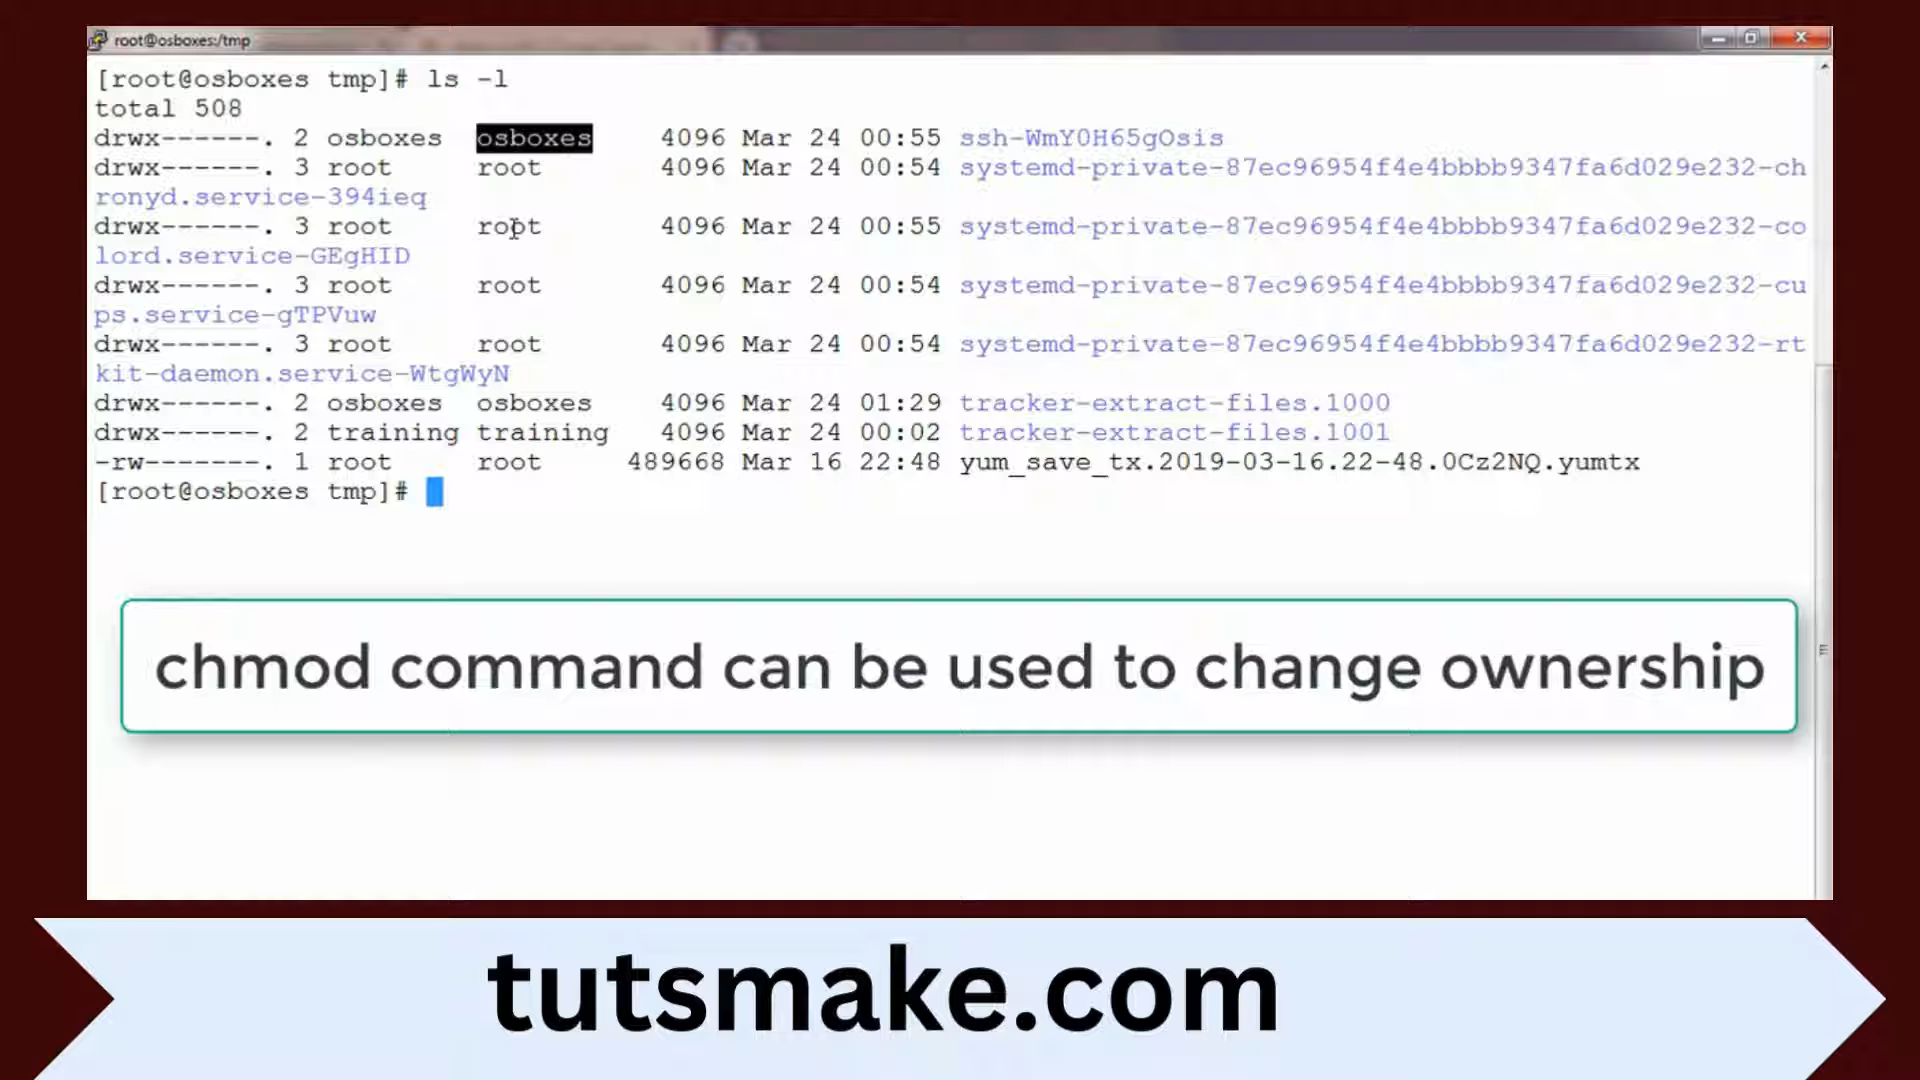 root@osboxes:/tmp
[root@osboxes tmp]# ls -l
total 508
drwx------. 2 osboxes  osboxes    4096 Mar 24 00:55 ssh-WmY0H65gOsis
drwx------. 3 root     root       4096 Mar 24 00:54 systemd-private-87ec96954f4e4bbbb9347fa6d029e232-ch
ronyd.service-394ieq
drwx------. 3 root     root       4096 Mar 24 00:55 systemd-private-87ec96954f4e4bbbb9347fa6d029e232-co
lord.service-GEgHID
drwx------. 3 root     root       4096 Mar 24 00:54 systemd-private-87ec96954f4e4bbbb9347fa6d029e232-cu
ps.service-gTPVuw
drwx------. 3 root     root       4096 Mar 24 00:54 systemd-private-87ec96954f4e4bbbb9347fa6d029e232-rt
kit-daemon.service-WtgWyN
drwx------. 2 osboxes  osboxes    4096 Mar 24 01:29 tracker-extract-files.1000
drwx------. 2 training training   4096 Mar 24 00:02 tracker-extract-files.1001
-rw-------. 1 root     root     489668 Mar 16 22:48 yum_save_tx.2019-03-16.22-48.0Cz2NQ.yumtx
[root@osboxes tmp]#
chmod command can be used to change ownership
tutsmake.com